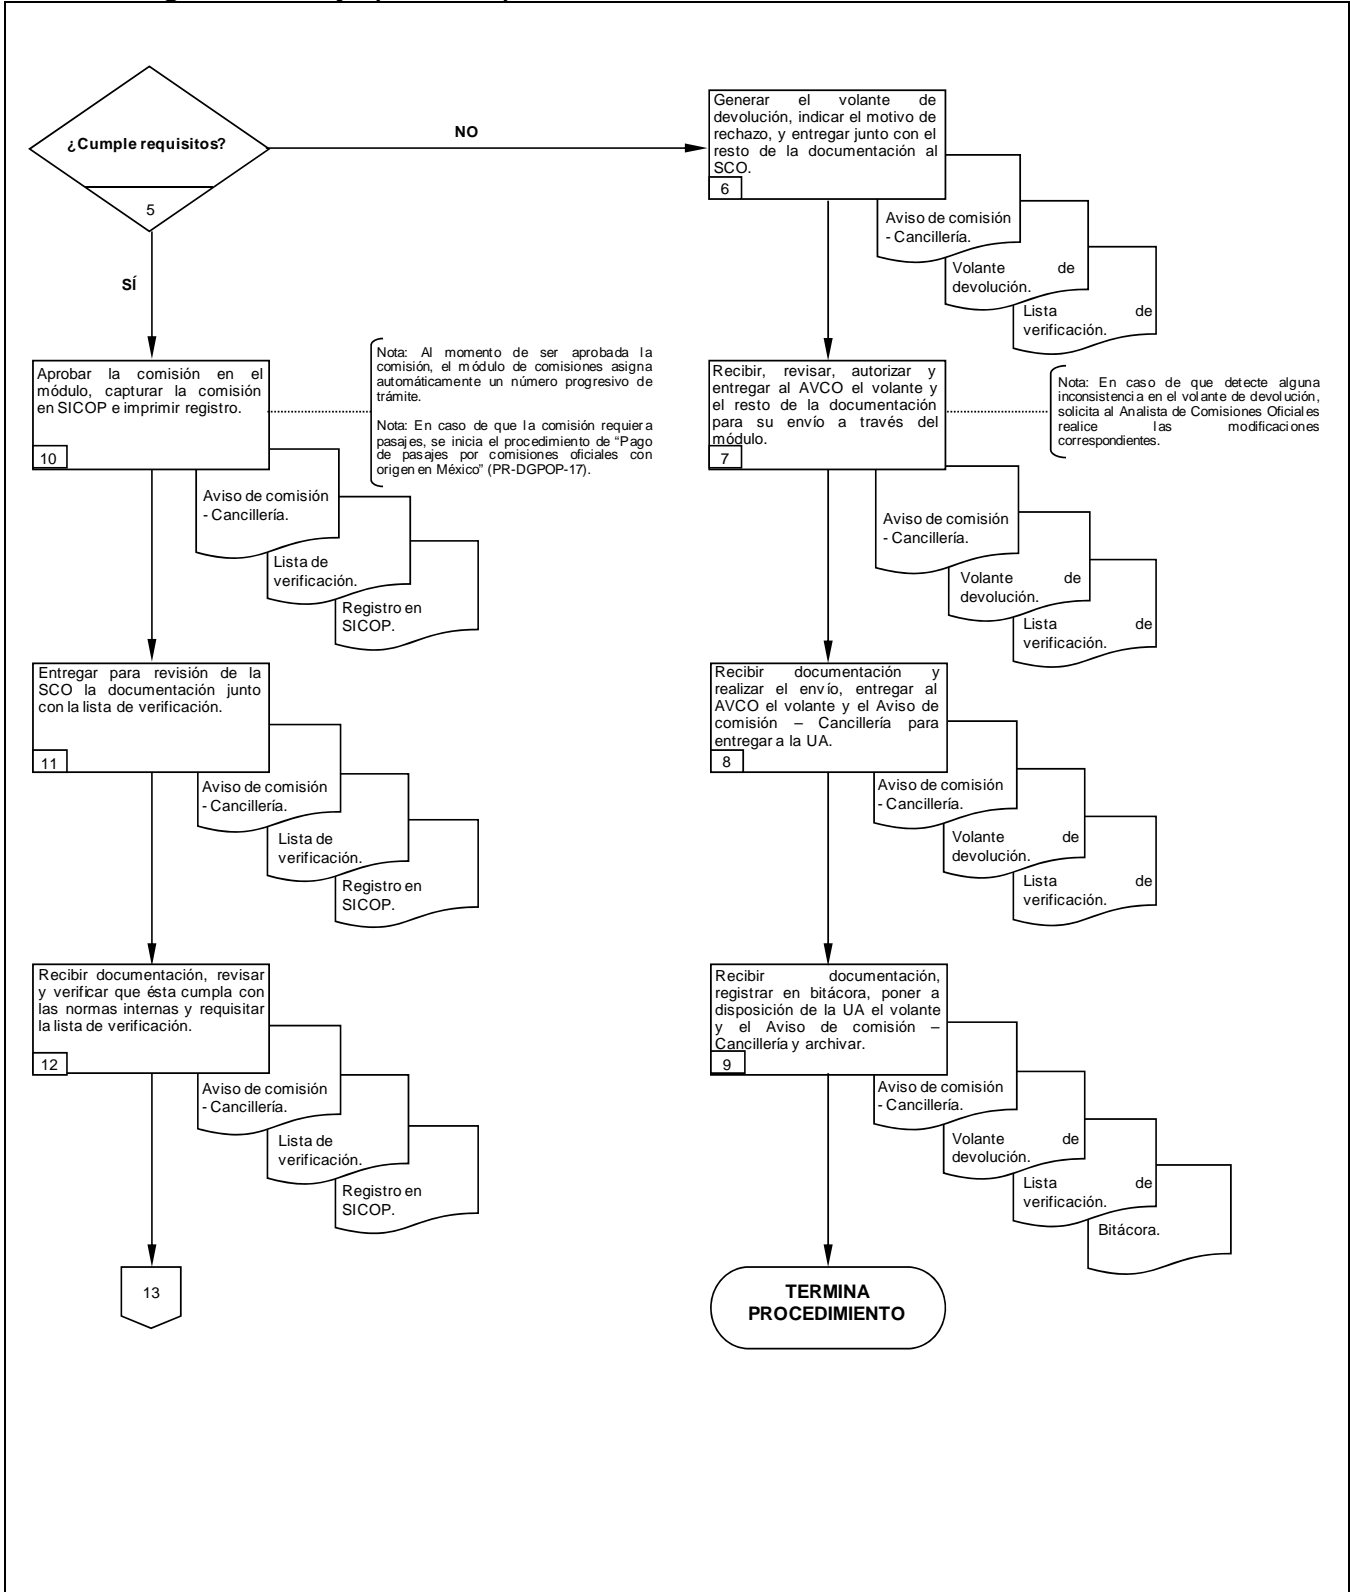 ¿Cumple requisitos?
5
NO
SÍ
Generar el volante de
devolución, indicar el motivo de
rechazo, y entregar junto con el
resto de la documentación al
SCO.
6
Aviso de comisión
- Cancillería.
Volante de
devolución.
Lista de
verificación.
Aprobar la comisión en el
módulo, capturar la comisión
en SICOP e imprimir registro.
10
Nota: Al momento de ser aprobada la
comisión, el módulo de comisiones asigna
automáticamente un número progresivo de
trámite.
Nota: En caso de que la comisión requiera
pasajes, se inicia el procedimiento de “Pago
de pasajes por comisiones oficiales con
origen en México” (PR-DGPOP-17).
Aviso de comisión
- Cancillería.
Lista de
verificación.
Registro en
SICOP.
Recibir, revisar, autorizar y
entregar al AVCO el volante y
el resto de la documentación
para su envío a través del
módulo.
7
Nota: En caso de que detecte alguna
inconsistencia en el volante de devolución,
solicita al Analista de Comisiones Oficiales
realice las modificaciones
correspondientes.
Aviso de comisión
- Cancillería.
Volante de
devolución.
Lista de
verificación.
Entregar para revisión de la
SCO la documentación junto
con la lista de verificación.
11
Aviso de comisión
- Cancillería.
Lista de
verificación.
Registro en
SICOP.
Recibir documentación y
realizar el envío, entregar al
AVCO el volante y el Aviso de
comisión – Cancillería para
entregar a la UA.
8
Aviso de comisión
- Cancillería.
Volante de
devolución.
Lista de
verificación.
Recibir documentación, revisar
y verificar que ésta cumpla con
las normas internas y requisitar
la lista de verificación.
12
Aviso de comisión
- Cancillería.
Lista de
verificación.
Registro en
SICOP.
13
Recibir documentación,
registrar en bitácora, poner a
disposición de la UA el volante
y el Aviso de comisión –
Cancillería y archivar.
9
Aviso de comisión
- Cancillería.
Volante de
devolución.
Lista de
verificación.
Bitácora.
TERMINA
PROCEDIMIENTO